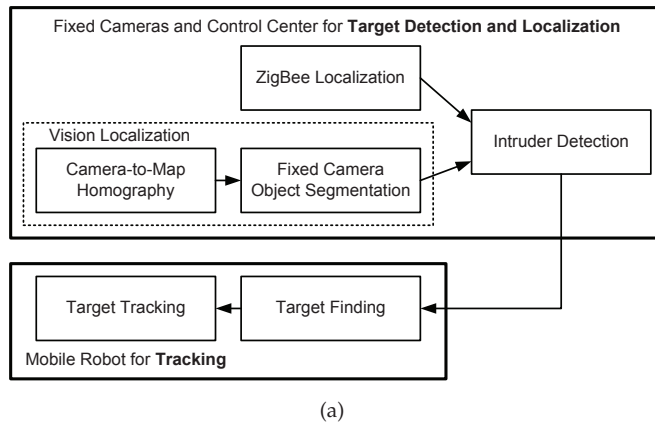 Fixed Cameras and Control Center for Target Detection and Localization
ZigBee Localization
Intruder Detection
Vision Localization
Camera-to-Map
Homography
Fixed Camera
Object Segmentation
Target Tracking
Target Finding
Mobile Robot for Tracking
(a)